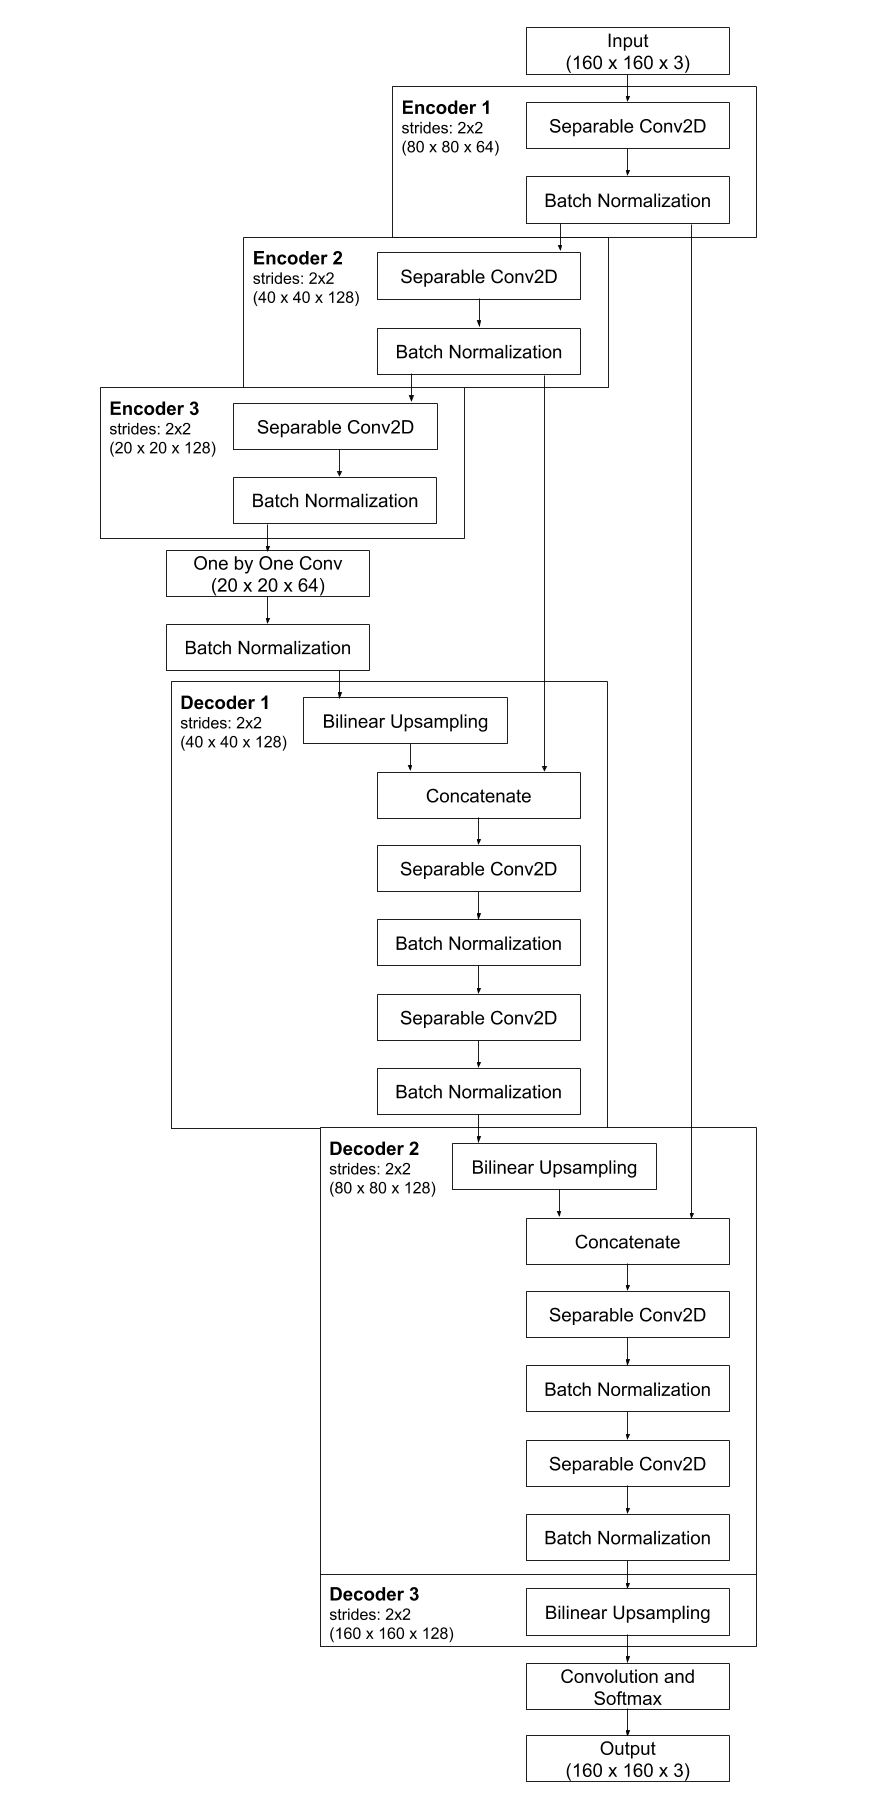 Input
(160 x 160 x 3)
Encoder 1
strides: 2x2
(80 x 80 x 64)
Separable Conv2D
Batch Normalization
Encoder 2
strides: 2x2
(40 x 40 x 128)
Separable Conv2D
Batch Normalization
Encoder 3
strides: 2x2
(20 x 20 x 128)
Separable Conv2D
Batch Normalization
One by One Conv
(20 x 20 x 64)
Batch Normalization
Decoder 1
strides: 2x2
(40 x 40 x 128)
Bilinear Upsampling
Concatenate
Separable Conv2D
Batch Normalization
Separable Conv2D
Batch Normalization
Decoder 2
strides: 2x2
(80 x 80 x 128)
Bilinear Upsampling
Concatenate
Separable Conv2D
Batch Normalization
Separable Conv2D
Batch Normalization
Decoder 3
strides: 2x2
(160 x 160 x 128)
Bilinear Upsampling
Convolution and
Softmax
Output
(160 x 160 x 3)